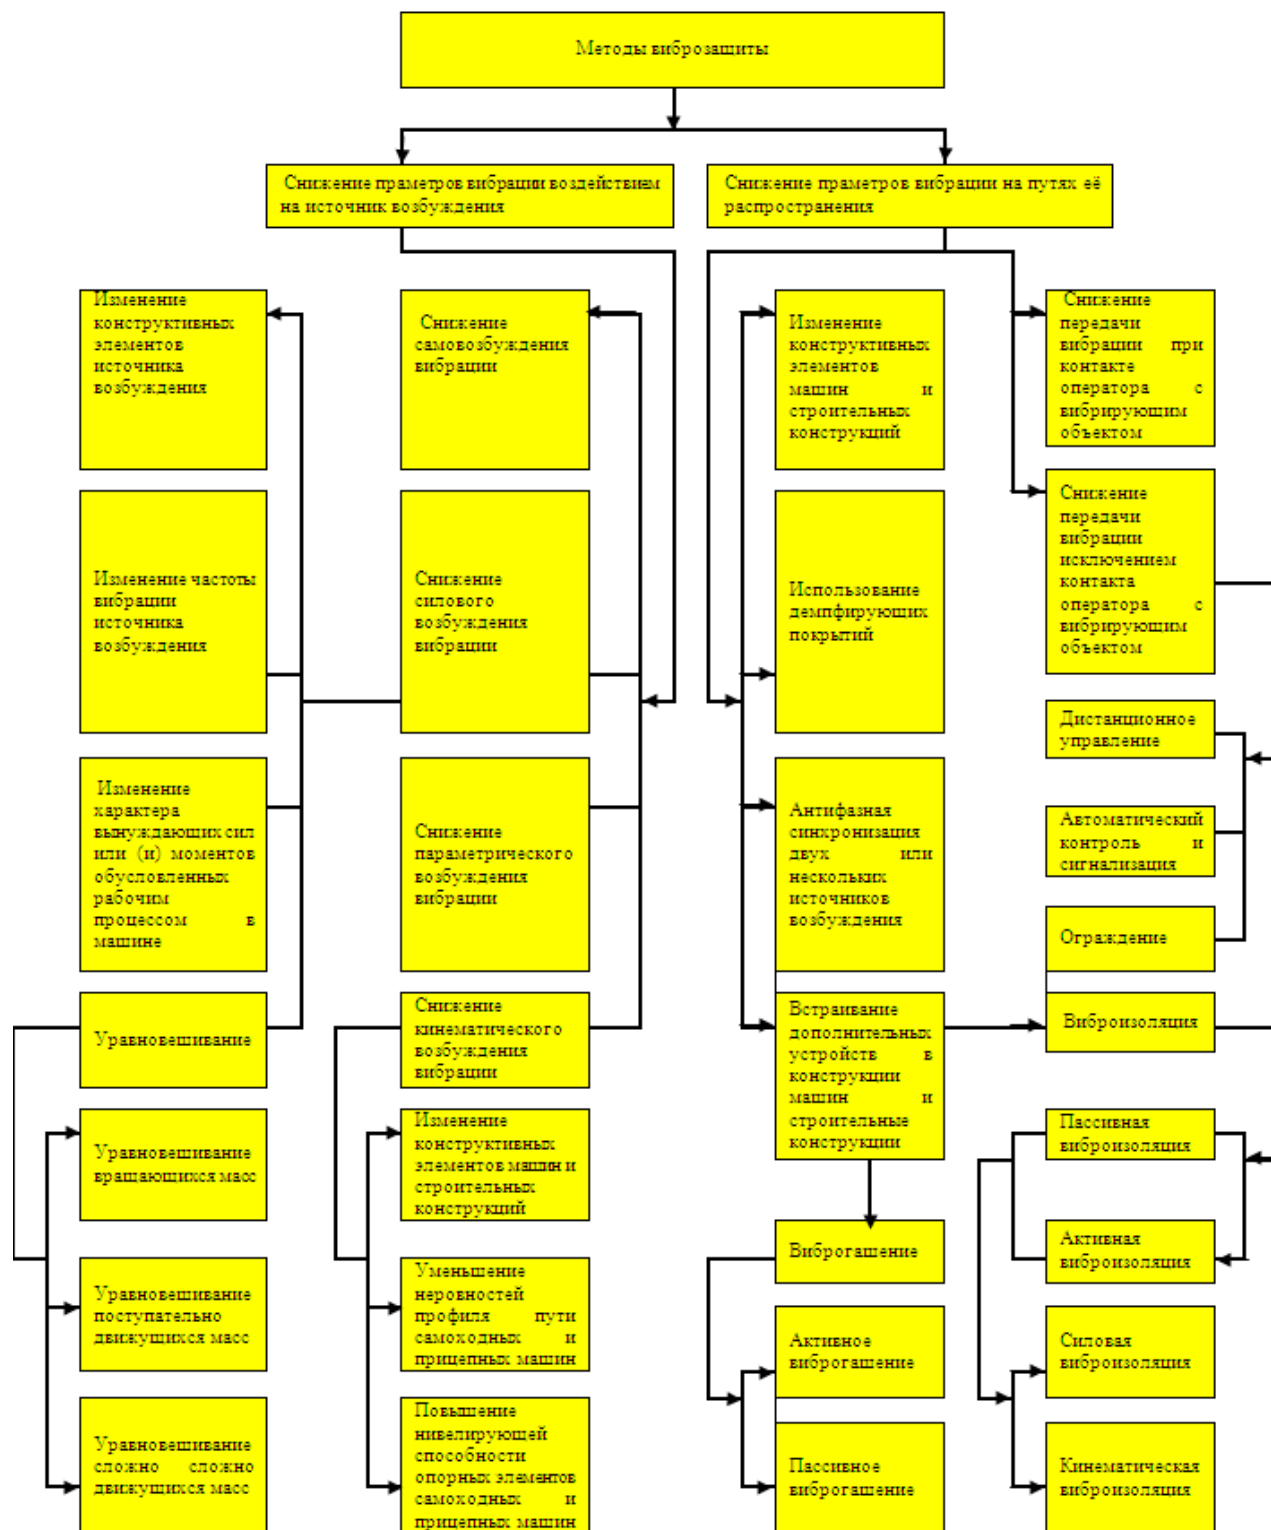 Методы виброзащиты
Снижение праметров вибрации воздействием
на источник возбуждения
Снижение праметров вибрации на путях её
распространения
Изменение
конструктивных
элементов
источника
возбуждения
Снижение
самовозбуждения
вибрации
Изменение
конструктивных
элементов
машин и
строительных
конструкций
Снижение
передачи
вибрации при
контакте
оператора с
вибрирующим
объектом
Изменение частоты
вибрации
источника
возбуждения
Снижение
силового
возбуждения
вибрации
Использование
демпфирующих
покрытий
Снижение
передачи
вибрации
исключением
контакта
оператора с
вибрирующим
объектом
Дистанционное
управление
Изменение
характера
вынуждающих сил
или (и) моментов
обусловленных
рабочим
процессом в
машине
Снижение
параметрического
возбуждения
вибрации
Антифазная
синхронизация
двух или
нескольких
источников
возбуждения
Автоматический
контроль и
сигнализация
Ограждение
Уравновешивание
Снижение
кинематического
возбуждения
вибрации
Встраивание
дополнительных
устройств в
конструкции
машин и
строительные
конструкции
Виброизоляция
Уравновешивание
вращающихся масс
Изменение
конструктивных
элементов машин и
строительных
конструкций
Пассивная
виброизоляция
Виброгашение
Активная
виброизоляция
Уравновешивание
поступательно
движущихся масс
Уменьшение
неровностей
профиля пути
самоходных и
прицепных машин
Активное
виброгашение
Силовая
виброизоляция
Уравновешивание
сложно сложно
движущихся масс
Повышение
нивелирующей
способности
опорных элементов
самоходных и
прицепных машин
Пассивное
виброгашение
Кинематическая
виброизоляция